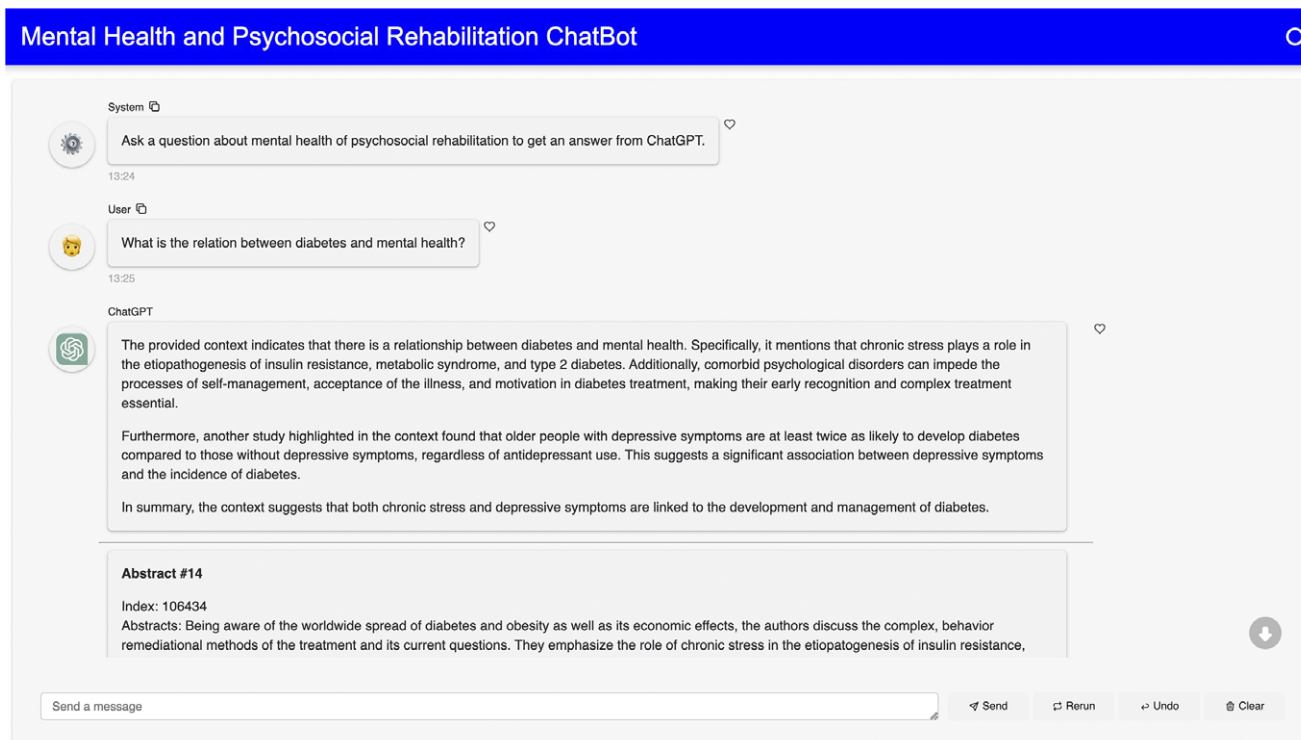 Mental Health and Psychosocial Rehabilitation ChatBot
System
Ask a question about mental health of psychosocial rehabilitation to get an answer from ChatGPT.
13:24
User
What is the relation between diabetes and mental health?
13:25
ChatGPT
The provided context indicates that there is a relationship between diabetes and mental health. Specifically, it mentions that chronic stress plays a role in
the etiopathogenesis of insulin resistance, metabolic syndrome, and type 2 diabetes. Additionally, comorbid psychological disorders can impede the
processes of self-management, acceptance of the illness, and motivation in diabetes treatment, making their early recognition and complex treatment
essential.
Furthermore, another study highlighted in the context found that older people with depressive symptoms are at least twice as likely to develop diabetes
compared to those without depressive symptoms, regardless of antidepressant use. This suggests a significant association between depressive symptoms
and the incidence of diabetes.
In summary, the context suggests that both chronic stress and depressive symptoms are linked to the development and management of diabetes.
Abstract #14
Index: 106434
Abstracts: Being aware of the worldwide spread of diabetes and obesity as well as its economic effects, the authors discuss the complex, behavior
remediational methods of the treatment and its current questions. They emphasize the role of chronic stress in the etiopatogenesis of insulin resistance,
Send a message
Send
Rerun
Undo
Clear